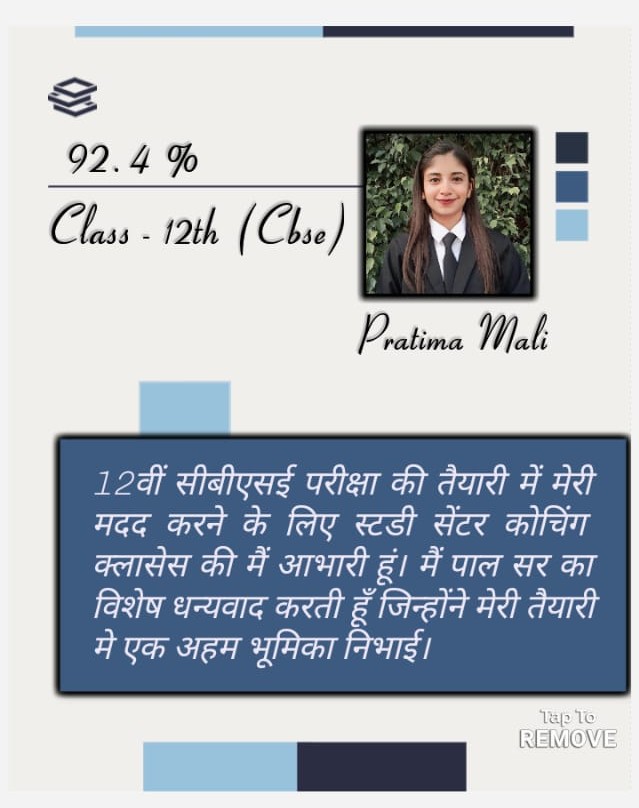 92.4 %
Class - 12th (Cbse)
Pratima Mali
12वीं सीबीएसई परीक्षा की तैयारी में मेरी
मदद करने के लिए स्टडी सेंटर कोचिंग
क्लासेस की मैं आभारी हूं। मैं पाल सर का
विशेष धन्यवाद करती हूँ जिन्होंने मेरी तैयारी
मे एक अहम भूमिका निभाई।
Tap To
REMOVE